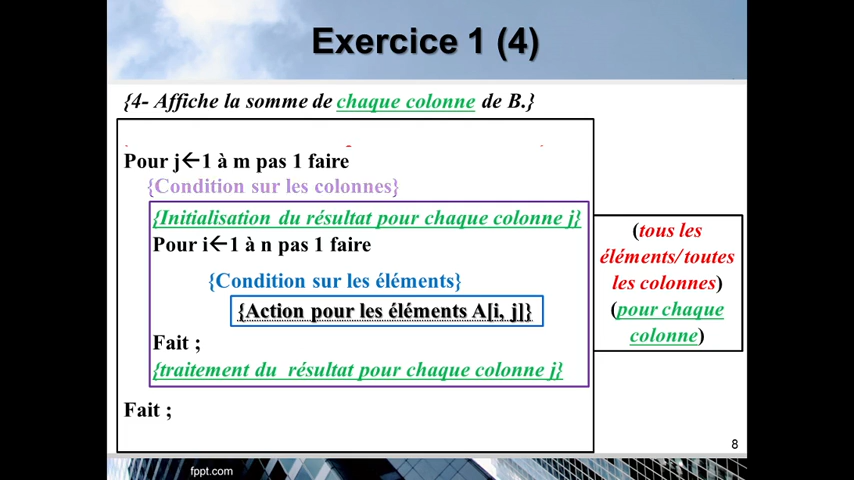 Exercice 1 (4)
{4- Affiche la somme de chaque colonne de B.}
Pour j←1 à m pas 1 faire
{Condition sur les colonnes}
{Initialisation du résultat pour chaque colonne j}
Pour i←1 à n pas 1 faire
{Condition sur les éléments}
{Action pour les éléments A[i, j]}
Fait ;
{traitement du résultat pour chaque colonne j}
Fait ;
(tous les
éléments/toutes
les colonnes)
(pour chaque
colonne)
8
fppt.com